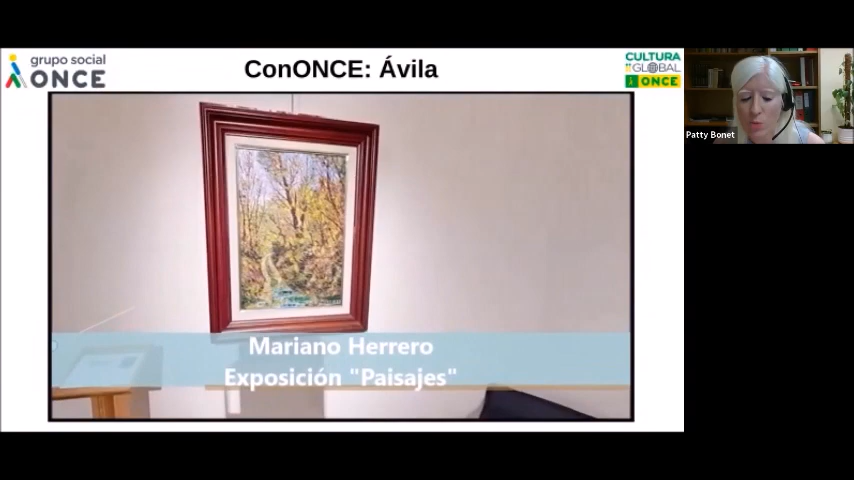 grupo social
ONCE
ConONCE: Ávila
CULTURA
GLOBAL
ONCE
Patty Bonet
Mariano Herrero
Exposición "Paisajes"